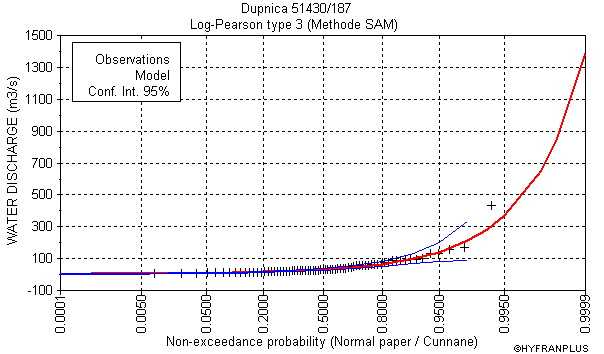 Dupnica 51430/187
Log-Pearson type 3 (Methode SAM)
1500
1300
1100
900
700
500
300
100
-100
WATER DISCHARGE (m3/s)
Observations
Model
Conf. Int. 95%
0.0001
0.0050
0.0500
0.2000
0.5000
0.8000
0.9500
0.9950
0.9999
Non-exceedance probability (Normal paper / Cunnane)
©HYFRANPLUS